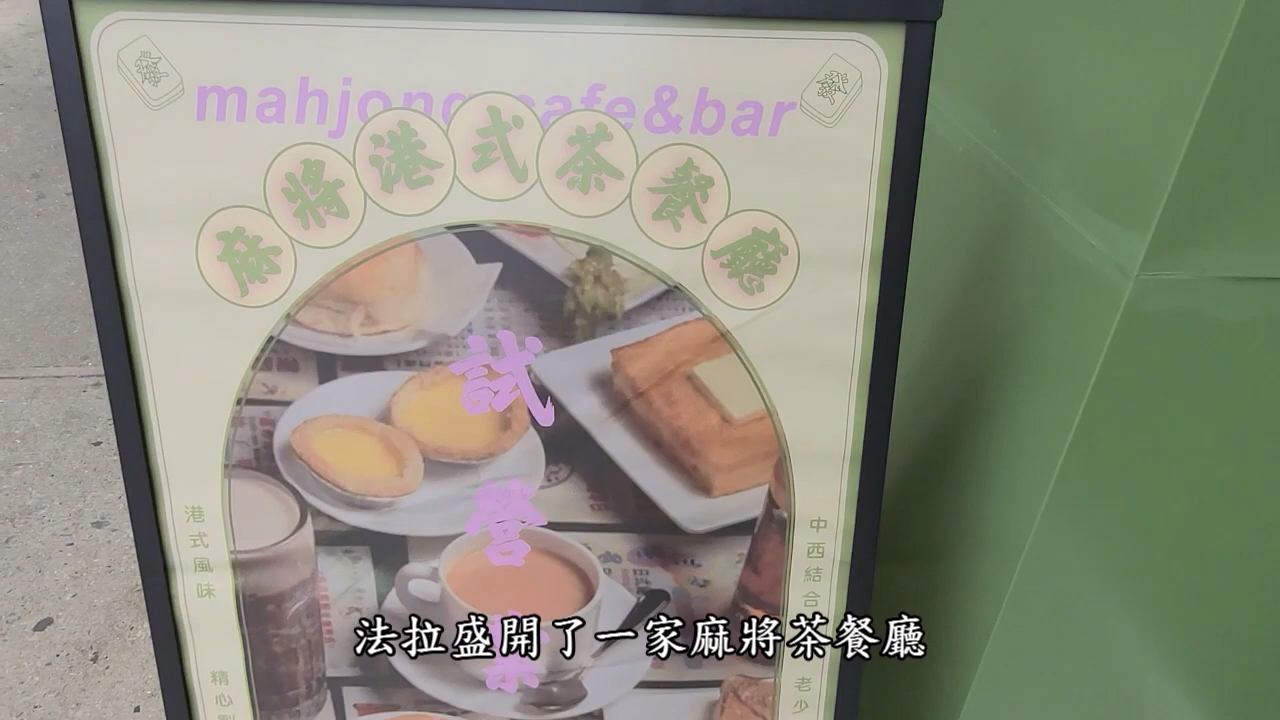 mahjong cafe&bar
麻將港式茶餐廳
試營業
港式風味
中西結合
精心
老少
法拉盛開了一家麻將茶餐廳